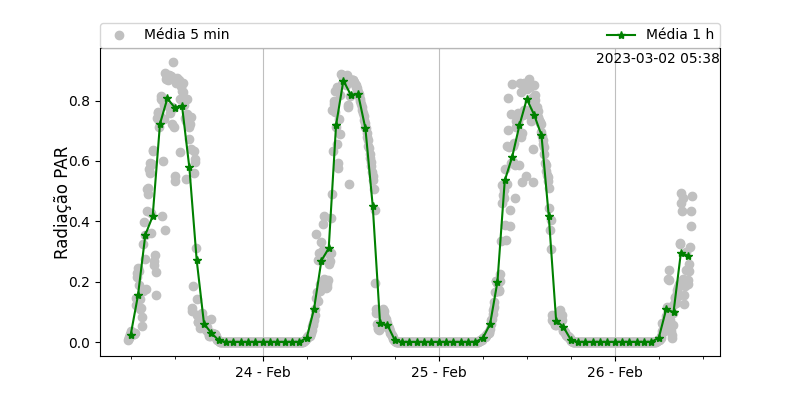 Média 5 min
Média 1 h
2023-03-02 05:38
Radiação PAR
0.8
0.6
0.4
0.2
0.0
24 - Feb
25 - Feb
26 - Feb